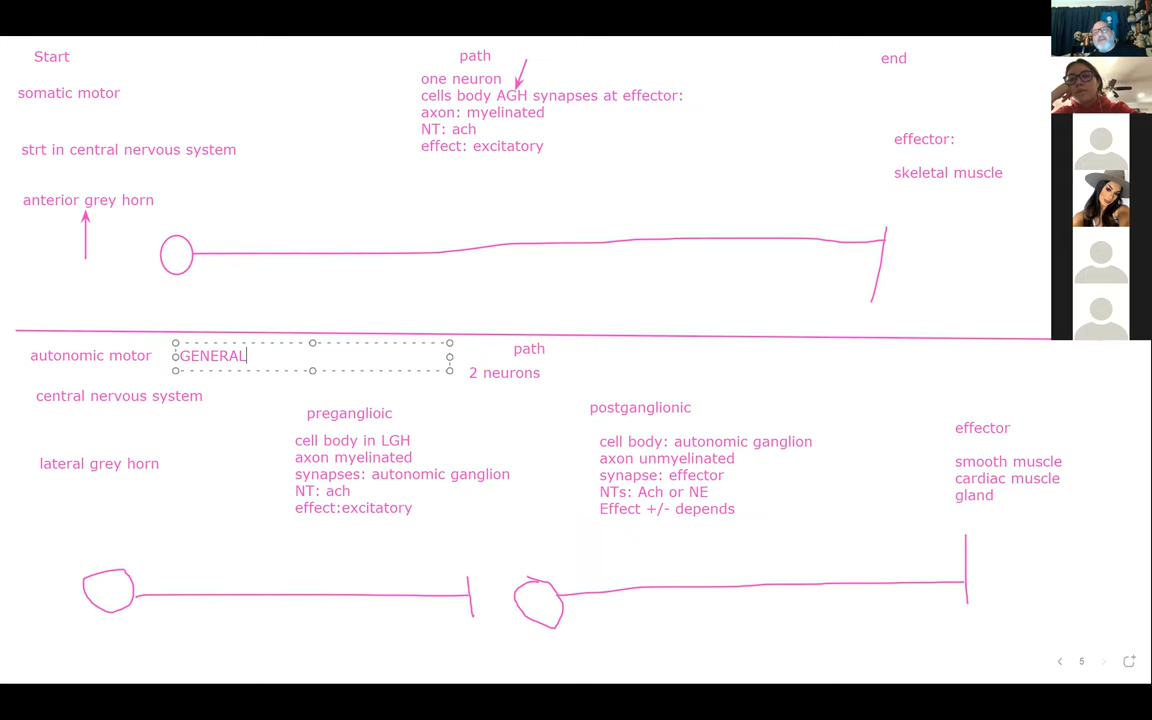 Start
path
end
somatic motor
one neuron
cells body AGH synapses at effector:
axon: myelinated
NT: ach
effect: excitatory
strt in central nervous system
effector:
skeletal muscle
anterior grey horn
autonomic motor
GENERAL
path
2 neurons
central nervous system
lateral grey horn
preganglioic
cell body in LGH
axon myelinated
synapses: autonomic ganglion
NT: ach
effect:excitatory
postganglionic
cell body: autonomic ganglion
axon unmyelinated
synapse: effector
NTs: Ach or NE
Effect +/- depends
effector
smooth muscle
cardiac muscle
gland
5